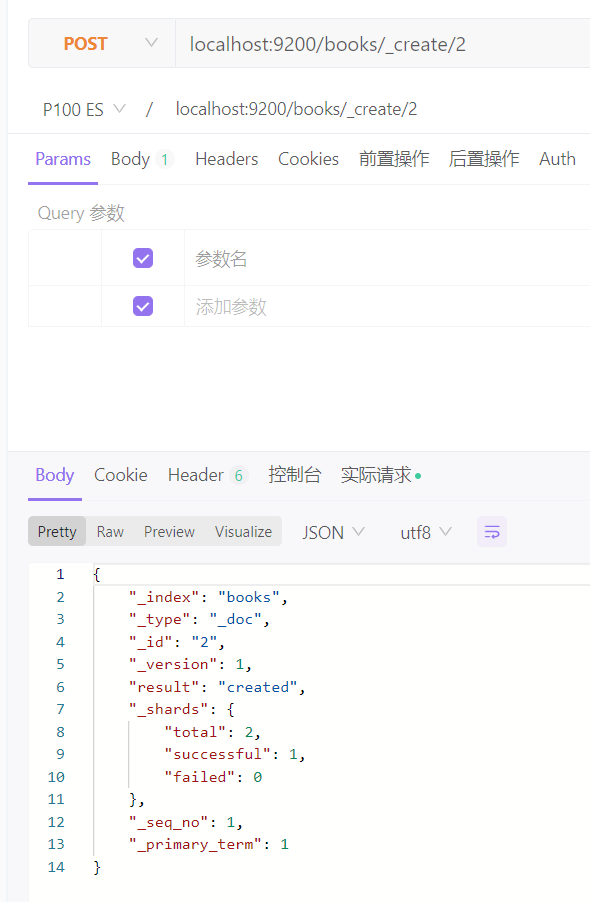 POST localhost:9200/books/_create/2
P100 ES / localhost:9200/books/_create/2
Params Body 1 Headers Cookies 前置操作 后置操作 Auth
Query 参数
参数名
添加参数
Body Cookie Header 6 控制台 实际请求
Pretty Raw Preview Visualize JSON utf8
1 {
2 "_index": "books",
3 "_type": "_doc",
4 "_id": "2",
5 "_version": 1,
6 "result": "created",
7 "_shards": {
8 "total": 2,
9 "successful": 1,
10 "failed": 0
11 },
12 "_seq_no": 1,
13 "_primary_term": 1
14 }